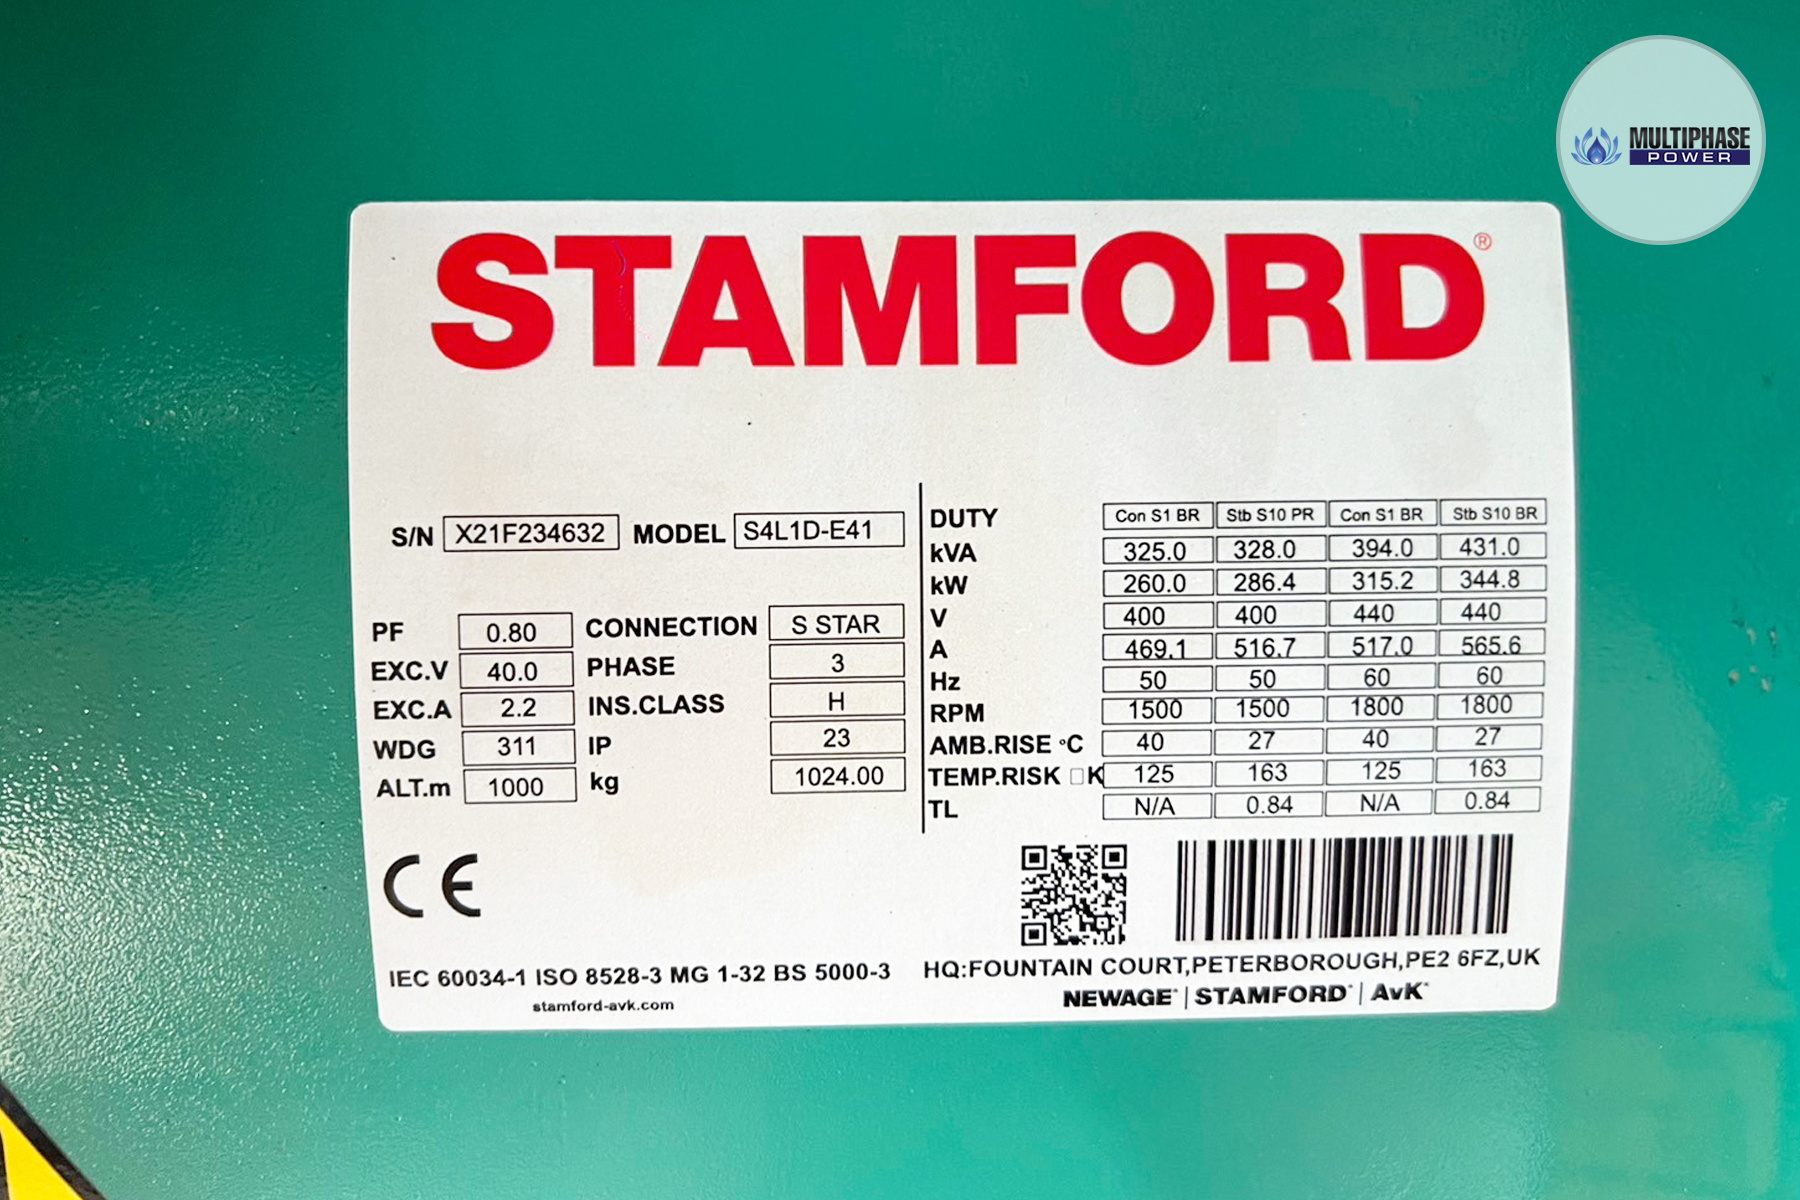 MULTIPHASE
POWER
STAMFORD®
S/N X21F234632 MODEL S4L1D-E41
PF 0.80 CONNECTION S STAR
EXC.V 40.0 PHASE 3
EXC.A 2.2 INS.CLASS H
WDG 311 IP 23
ALT.m 1000 kg 1024.00
DUTY Con S1 BR Stb S10 PR Con S1 BR Stb S10 BR
kVA 325.0 328.0 394.0 431.0
kW 260.0 286.4 315.2 344.8
V 400 400 440 440
A 469.1 516.7 517.0 565.6
Hz 50 50 60 60
RPM 1500 1500 1800 1800
AMB.RISE °C 40 27 40 27
TEMP.RISK □K 125 163 125 163
TL N/A 0.84 N/A 0.84
CE
IEC 60034-1 ISO 8528-3 MG 1-32 BS 5000-3
stamford-avk.com
HQ:FOUNTAIN COURT,PETERBOROUGH,PE2 6FZ,UK
NEWAGE | STAMFORD | AvK